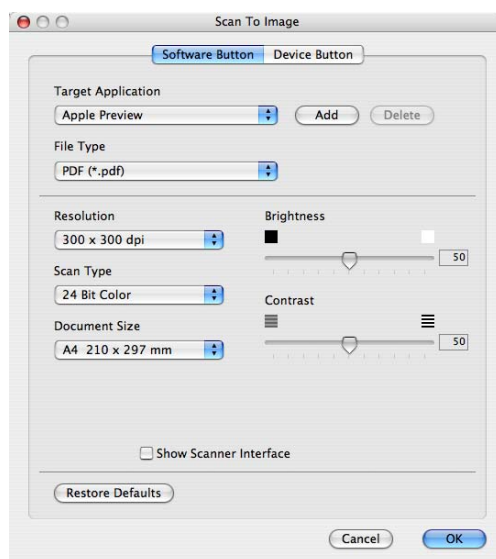 Scan To Image
Software Button Device Button
Target Application
Apple Preview Add Delete
File Type
PDF (*.pdf)
Resolution Brightness
300 x 300 dpi
50
Scan Type
24 Bit Color
Contrast
Document Size
A4 210 x 297 mm 50
Show Scanner Interface
Restore Defaults
Cancel OK